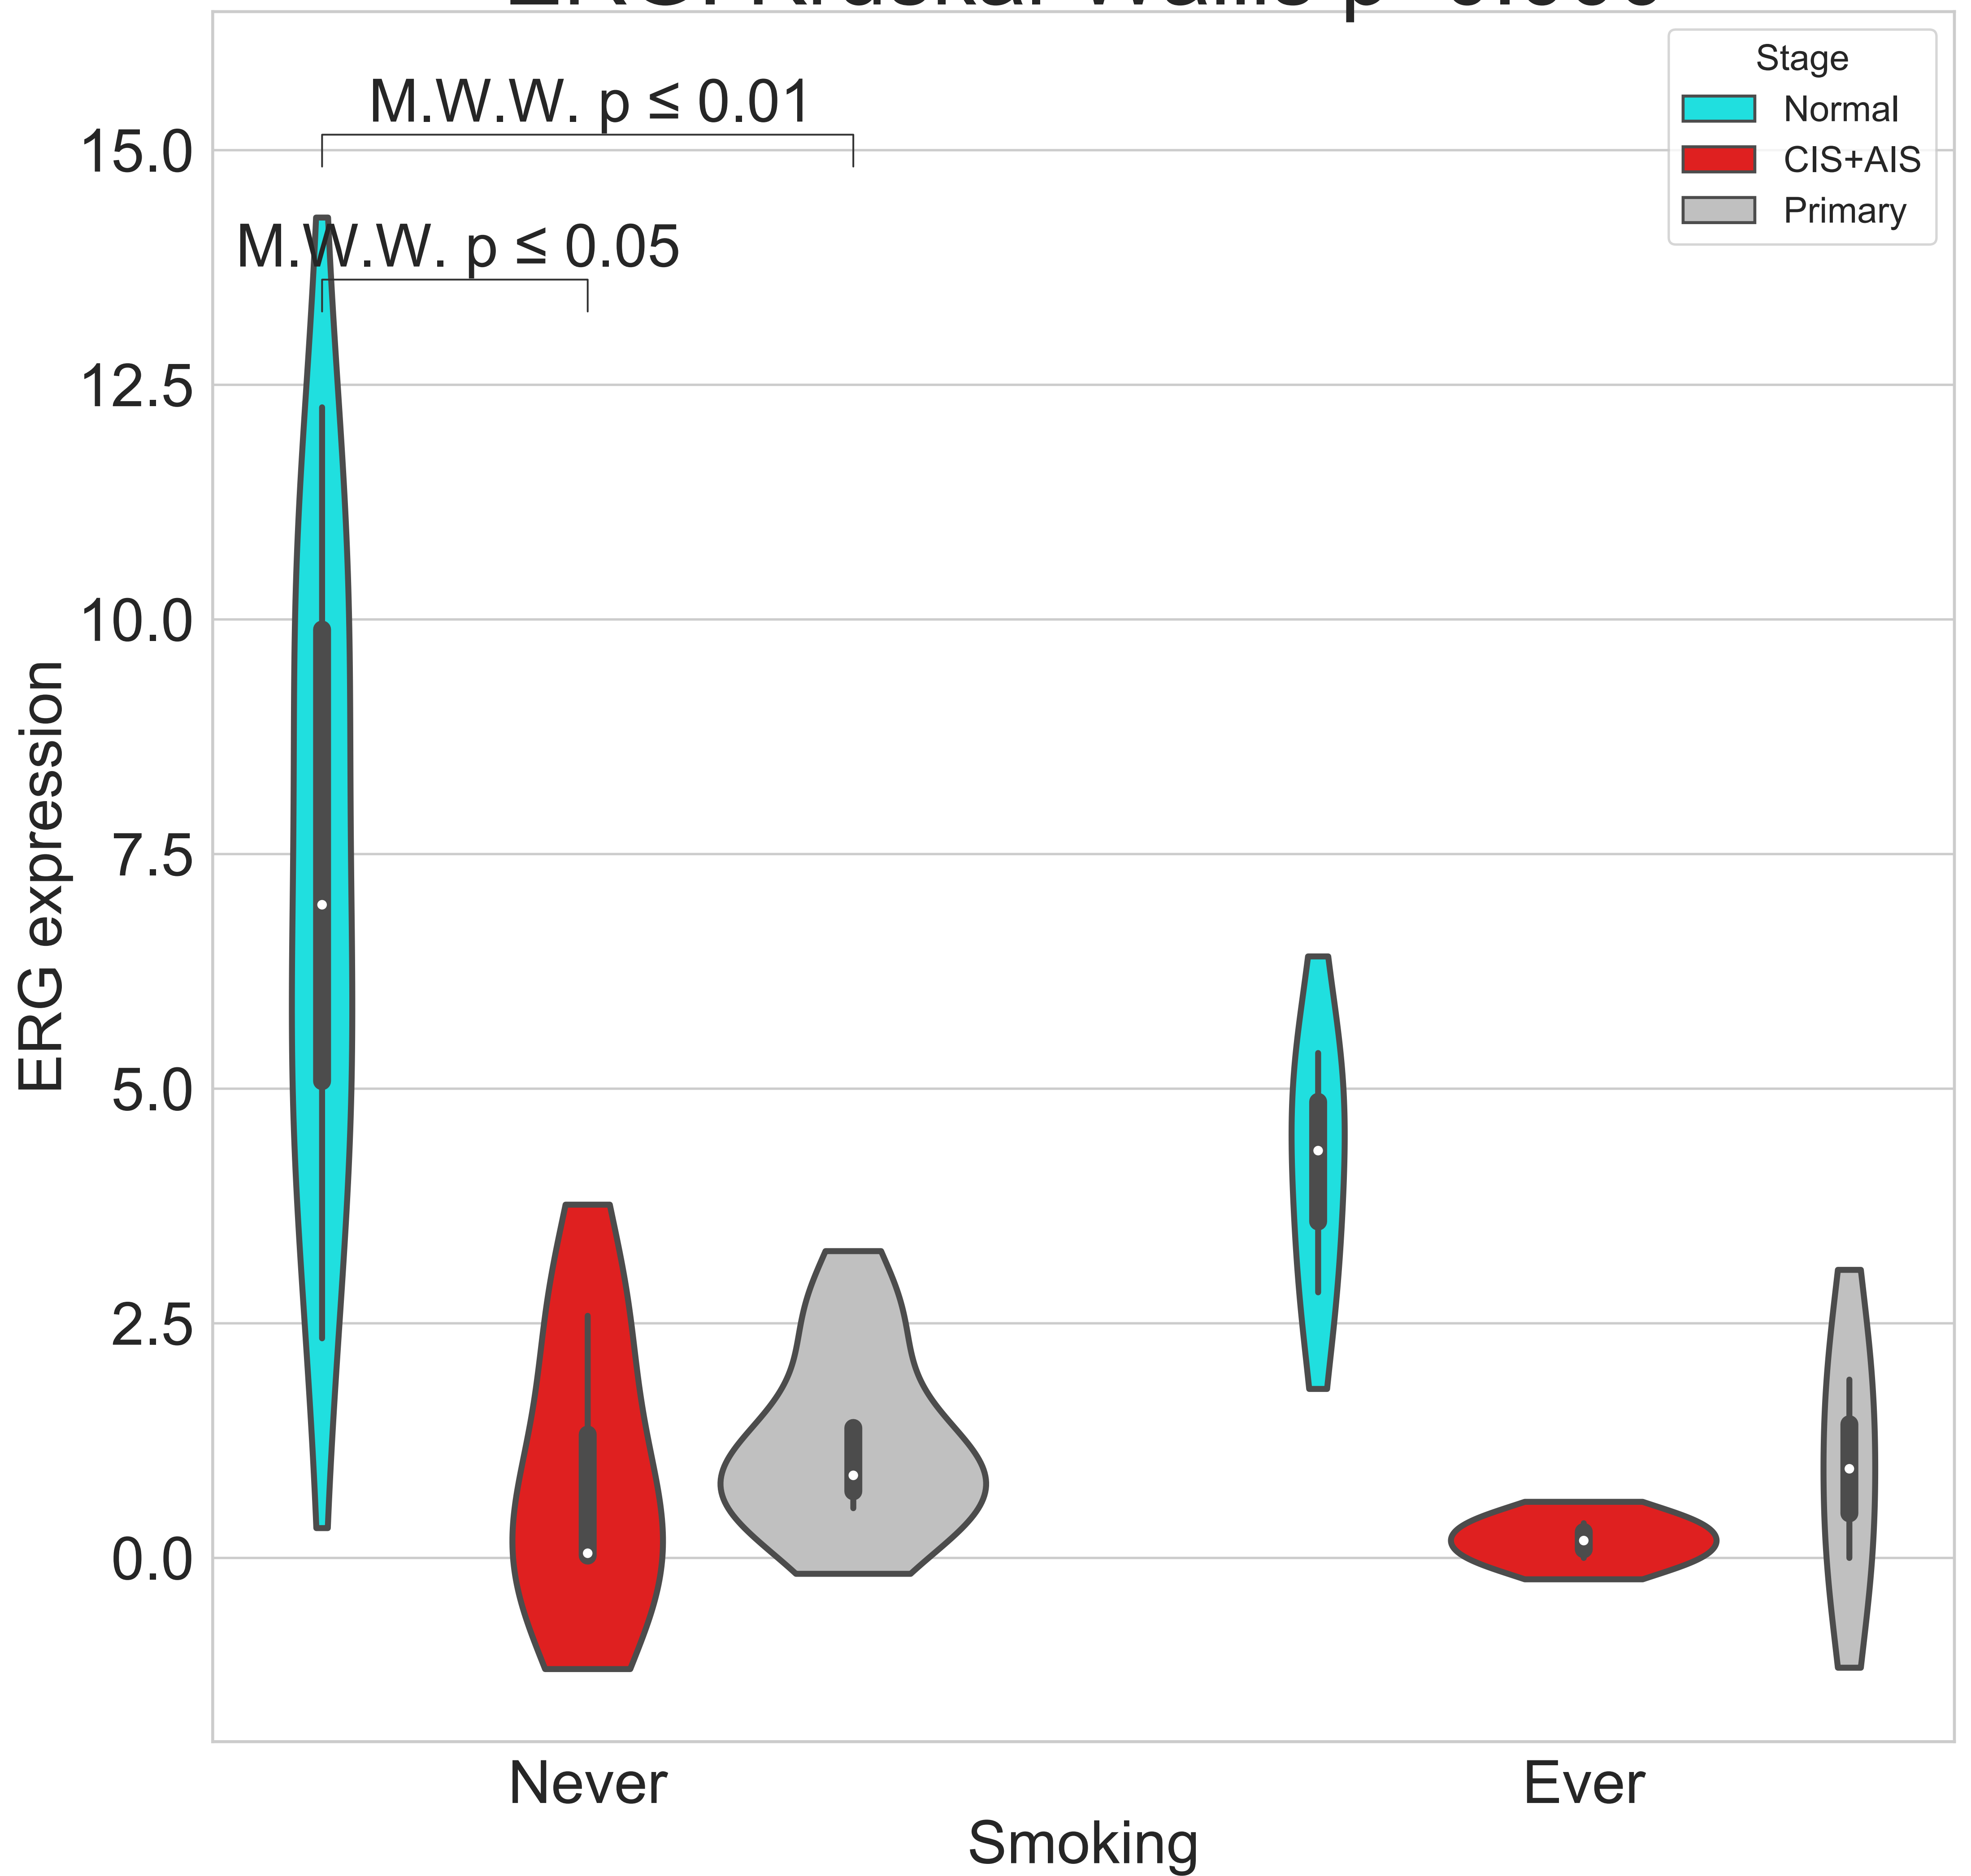 Stage
Normal
CIS+AIS
Primary
M.W.W. p ≤ 0.01
M.W.W. p ≤ 0.05
15.0
12.5
10.0
7.5
5.0
2.5
0.0
ERG expression
Never
Ever
Smoking